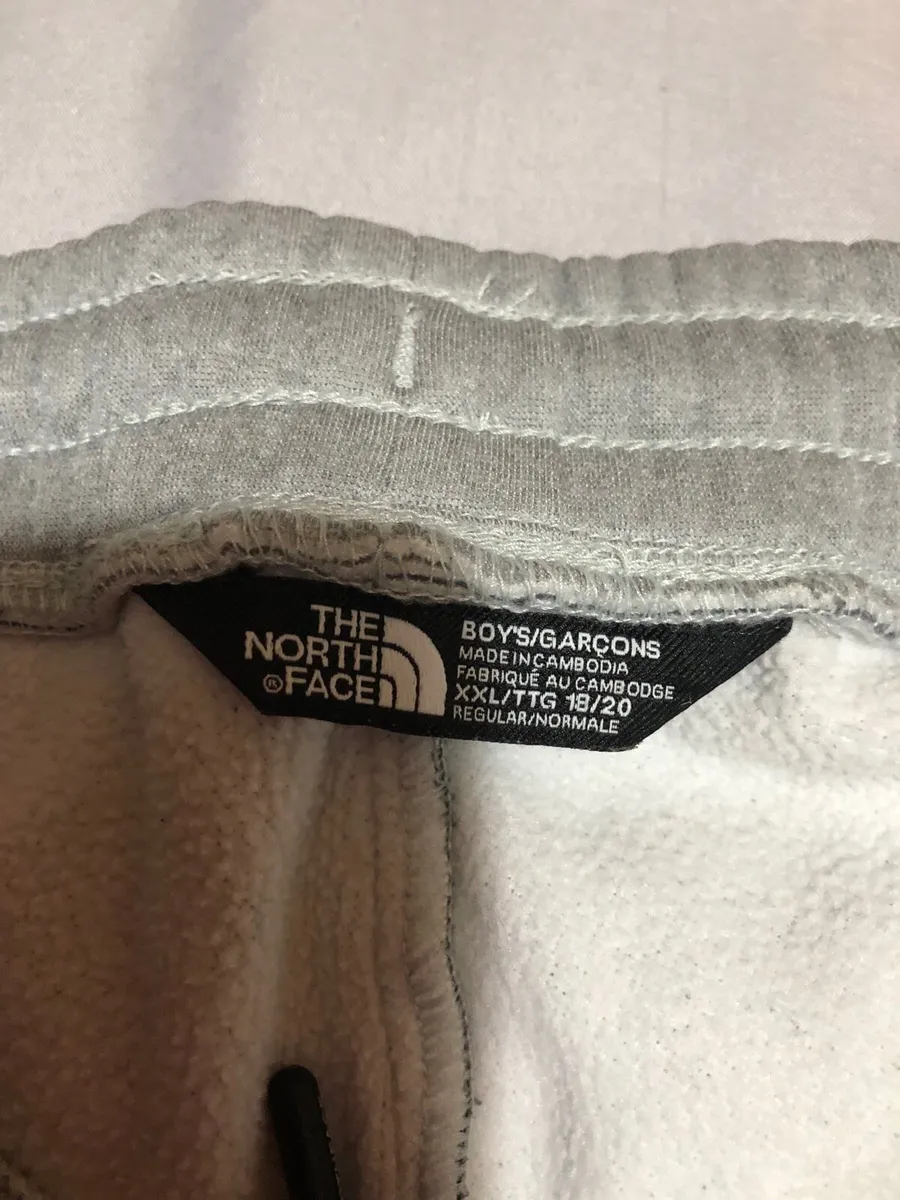 THE
NORTH
®FACE
BOY'S/GARÇONS
MADE IN CAMBODIA
FABRIQUÉ AU CAMBODGE
XXL/TTG 18/20
REGULAR/NORMALE